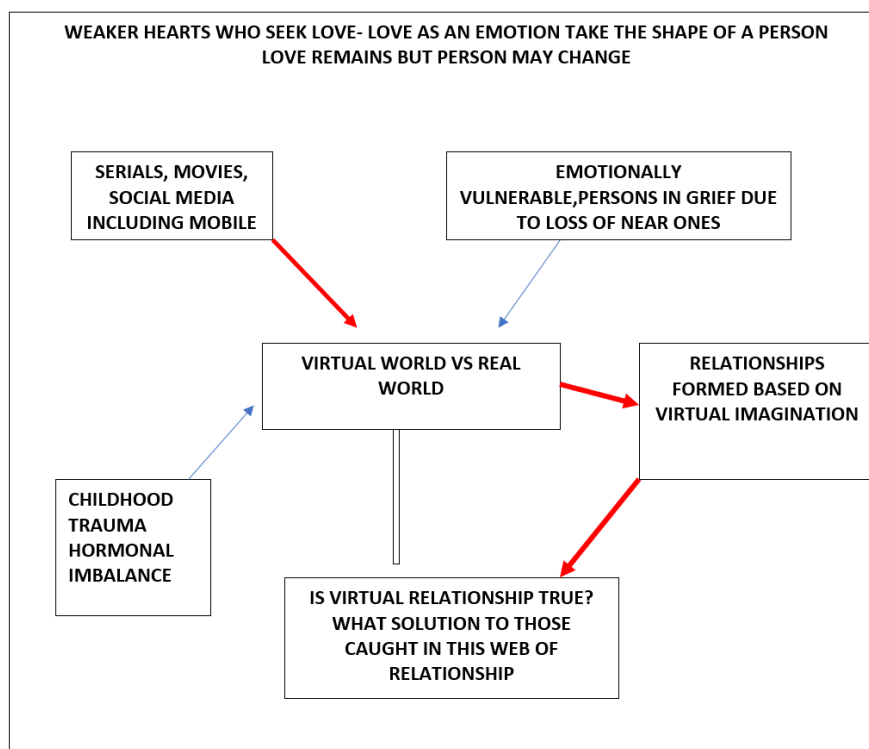 WEAKER HEARTS WHO SEEK LOVE- LOVE AS AN EMOTION TAKE THE SHAPE OF A PERSON
LOVE REMAINS BUT PERSON MAY CHANGE
SERIALS, MOVIES,
SOCIAL MEDIA
INCLUDING MOBILE
EMOTIONALLY
VULNERABLE,PERSONS IN GRIEF DUE
TO LOSS OF NEAR ONES
VIRTUAL WORLD VS REAL
WORLD
RELATIONSHIPS
FORMED BASED ON
VIRTUAL IMAGINATION
CHILDHOOD
TRAUMA
HORMONAL
IMBALANCE
IS VIRTUAL RELATIONSHIP TRUE?
WHAT SOLUTION TO THOSE
CAUGHT IN THIS WEB OF
RELATIONSHIP